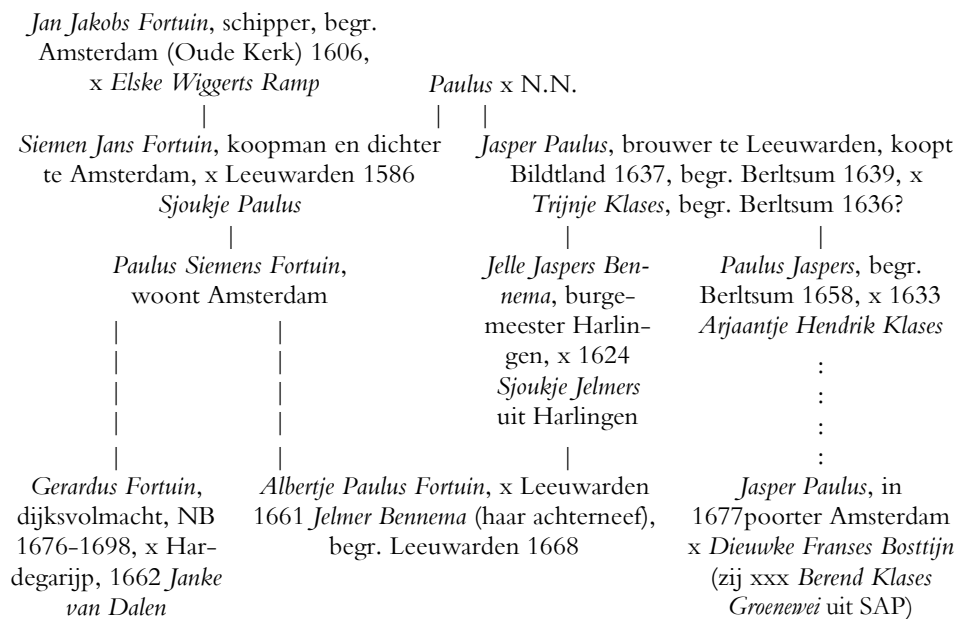 Jan Jakobs Fortuin, schipper, begr.
Amsterdam (Oude Kerk) 1606,
x Elske Wiggerts Ramp
Paulus x N.N.
Siemen Jans Fortuin, koopman en dichter
te Amsterdam, x Leeuwarden 1586
Sjoukje Paulus
Jasper Paulus, brouwer te Leeuwarden, koopt
Bildtland 1637, begr. Berltsum 1639, x
Trijnje Klases, begr. Berltsum 1636?
Paulus Siemens Fortuin,
woont Amsterdam
Jelle Jaspers Ben-
nema, burge-
meester Harlin-
gen, x 1624
Sjoukje Jelmers
uit Harlingen
Paulus Jaspers, begr.
Berltsum 1658, x 1633
Arjaantje Hendrik Klases
Gerardus Fortuin,
dijksvolmacht, NB
1676-1698, x Har-
degarijp, 1662 Janke
van Dalen
Albertje Paulus Fortuin, x Leeuwarden
1661 Jelmer Bennema (haar achterneef),
begr. Leeuwarden 1668
Jasper Paulus, in
1677poorter Amsterdam
x Dieuwke Franses Bosttijn
(zij xxx Berend Klases
Groenewei uit SAP)